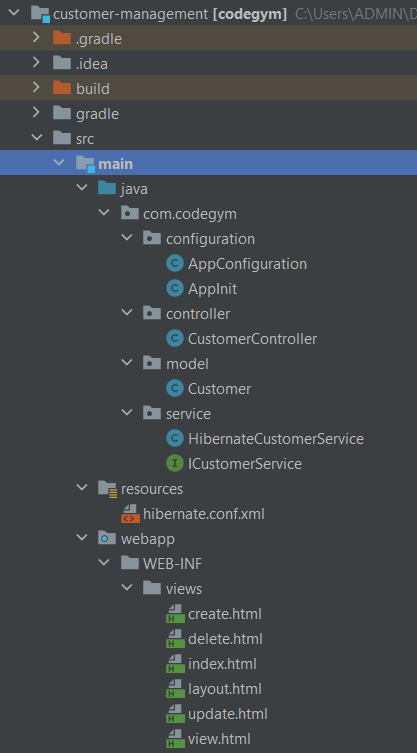 customer-management [codegym] C:\Users\ADMIN\D
.gradle
.idea
build
gradle
src
main
java
com.codegym
configuration
C AppConfiguration
C AppInit
controller
C CustomerController
model
C Customer
service
C HibernateCustomerService
I ICustomerService
resources
hibernate.conf.xml
webapp
WEB-INF
views
H create.html
H delete.html
H index.html
H layout.html
H update.html
H view.html